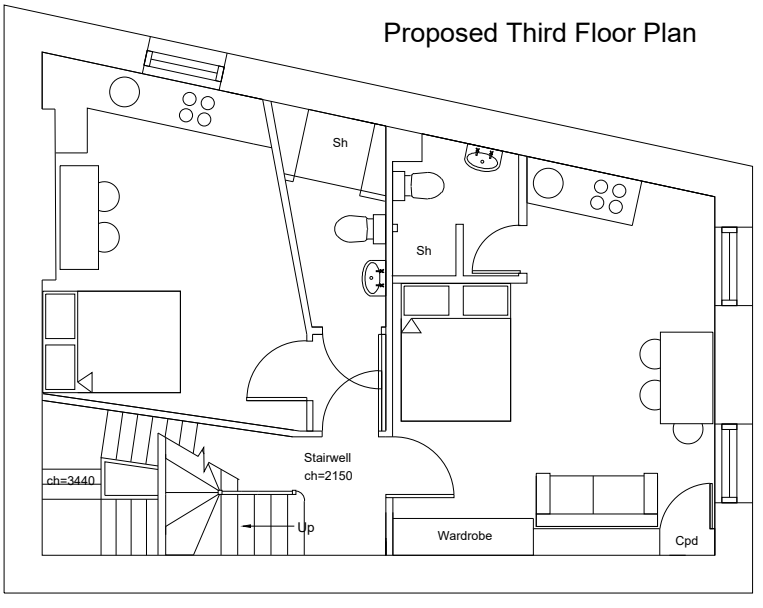 Proposed Third Floor Plan
Sh
Sh
Stairwell
ch=2150
ch=3440
Up
Wardrobe
Cpd